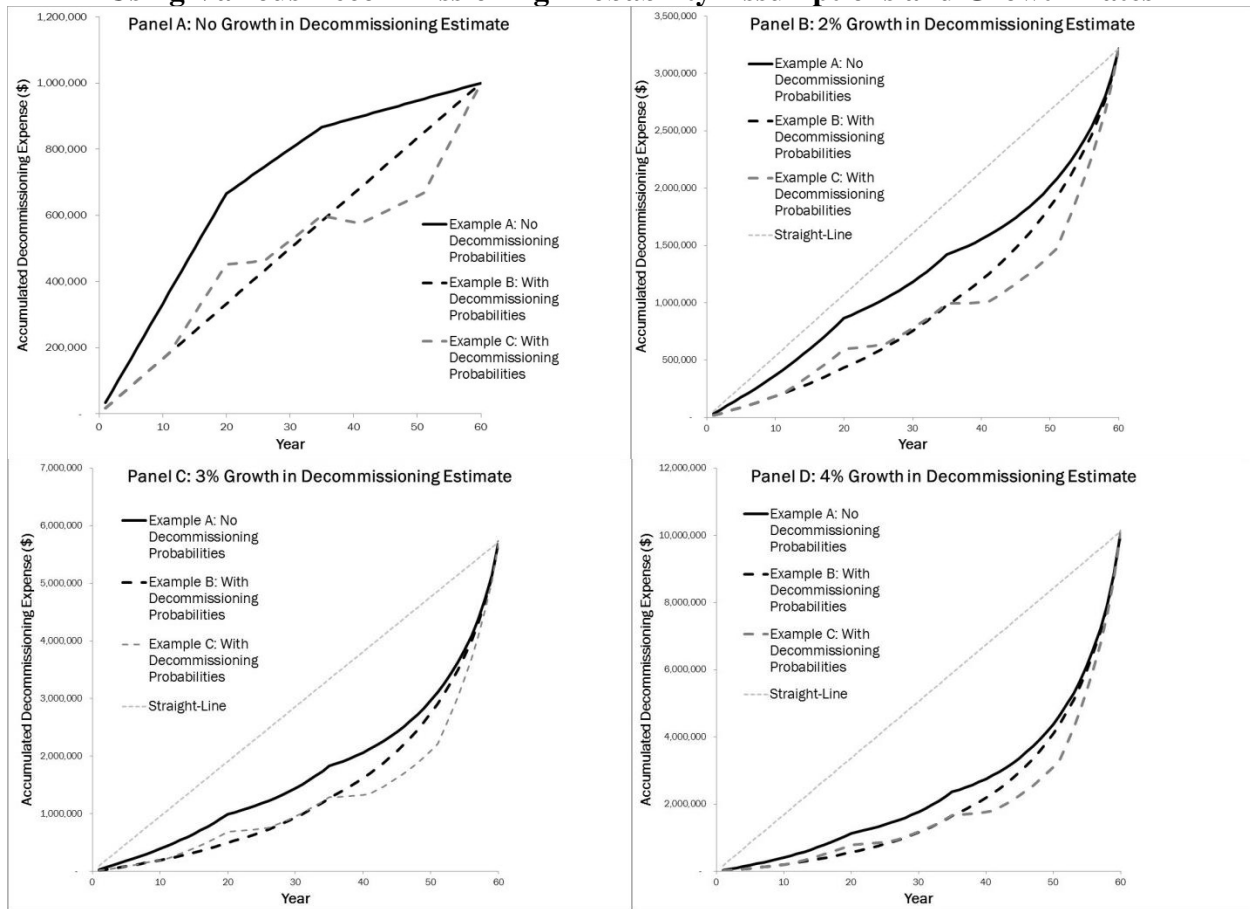 Using Various Decommissioning Probability Assumptions and Growth Rates
Panel A: No Growth in Decommissioning Estimate
Accumulated Decommissioning Expense ($)
1,200,000
1,000,000
800,000
600,000
400,000
200,000
-
0 10 20 30 40 50 60
Year
Example A: No
Decommissioning
Probabilities
Example B: With
Decommissioning
Probabilities
Example C: With
Decommissioning
Probabilities
Panel B: 2% Growth in Decommissioning Estimate
Accumulated Decommissioning Expense ($)
3,500,000
3,000,000
2,500,000
2,000,000
1,500,000
1,000,000
500,000
-
0 10 20 30 40 50 60
Year
Example A: No
Decommissioning
Probabilities
Example B: With
Decommissioning
Probabilities
Example C: With
Decommissioning
Probabilities
Straight-Line
Panel C: 3% Growth in Decommissioning Estimate
Accumulated Decommissioning Expense ($)
7,000,000
6,000,000
5,000,000
4,000,000
3,000,000
2,000,000
1,000,000
-
0 10 20 30 40 50 60
Year
Example A: No
Decommissioning
Probabilities
Example B: With
Decommissioning
Probabilities
Example C: With
Decommissioning
Probabilities
Straight-Line
Panel D: 4% Growth in Decommissioning Estimate
Accumulated Decommissioning Expense ($)
12,000,000
10,000,000
8,000,000
6,000,000
4,000,000
2,000,000
-
0 10 20 30 40 50 60
Year
Example A: No
Decommissioning
Probabilities
Example B: With
Decommissioning
Probabilities
Example C: With
Decommissioning
Probabilities
Straight-Line